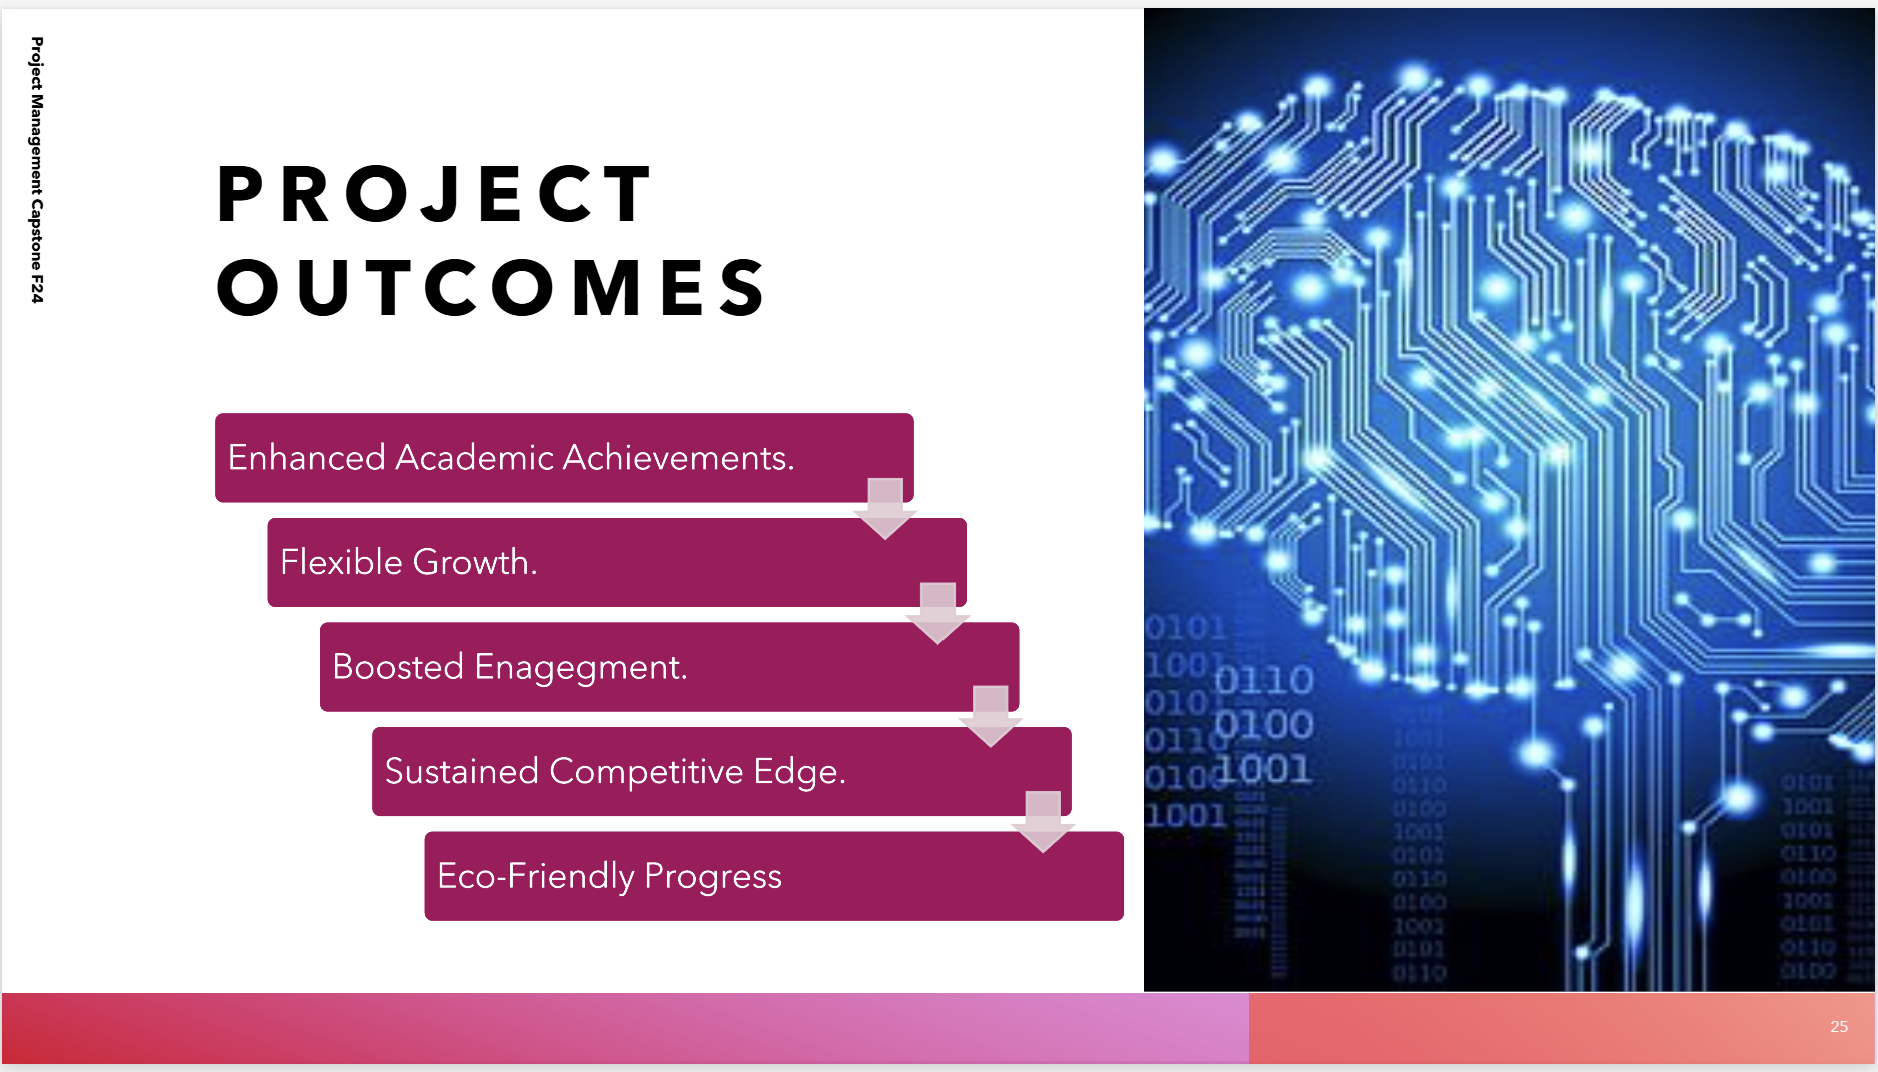 Project Management Capstone F24
PROJECT
OUTCOMES
Enhanced Academic Achievements.
Flexible Growth.
Boosted Enagegment.
Sustained Competitive Edge.
Eco-Friendly Progress
0101
1001
0110
0100
1001
0110
0100
1001
25